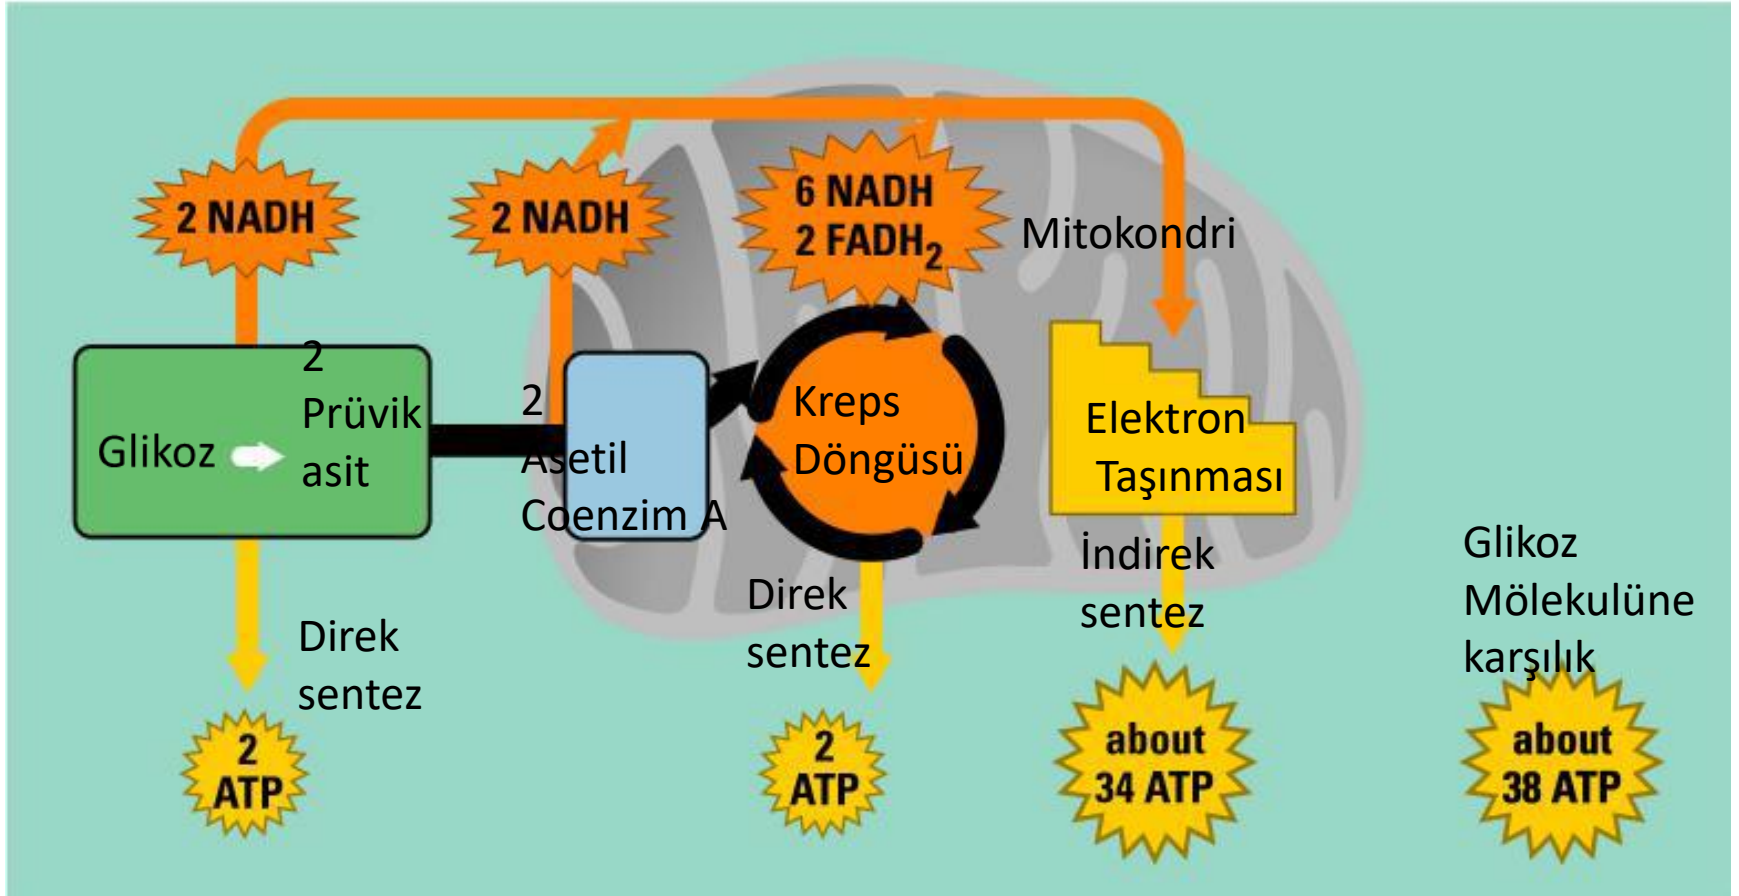 2 NADH
2 NADH
6 NADH
2 FADH₂
Mitokondri
Glikoz
2
Prüvik
asit
2
Asetil
Coenzim A
Kreps
Döngüsü
Elektron
Taşınması
Direk
sentez
Direk
sentez
İndirek
sentez
Glikoz
Mölekulüne
karşılık
2
ATP
2
ATP
about
34 ATP
about
38 ATP